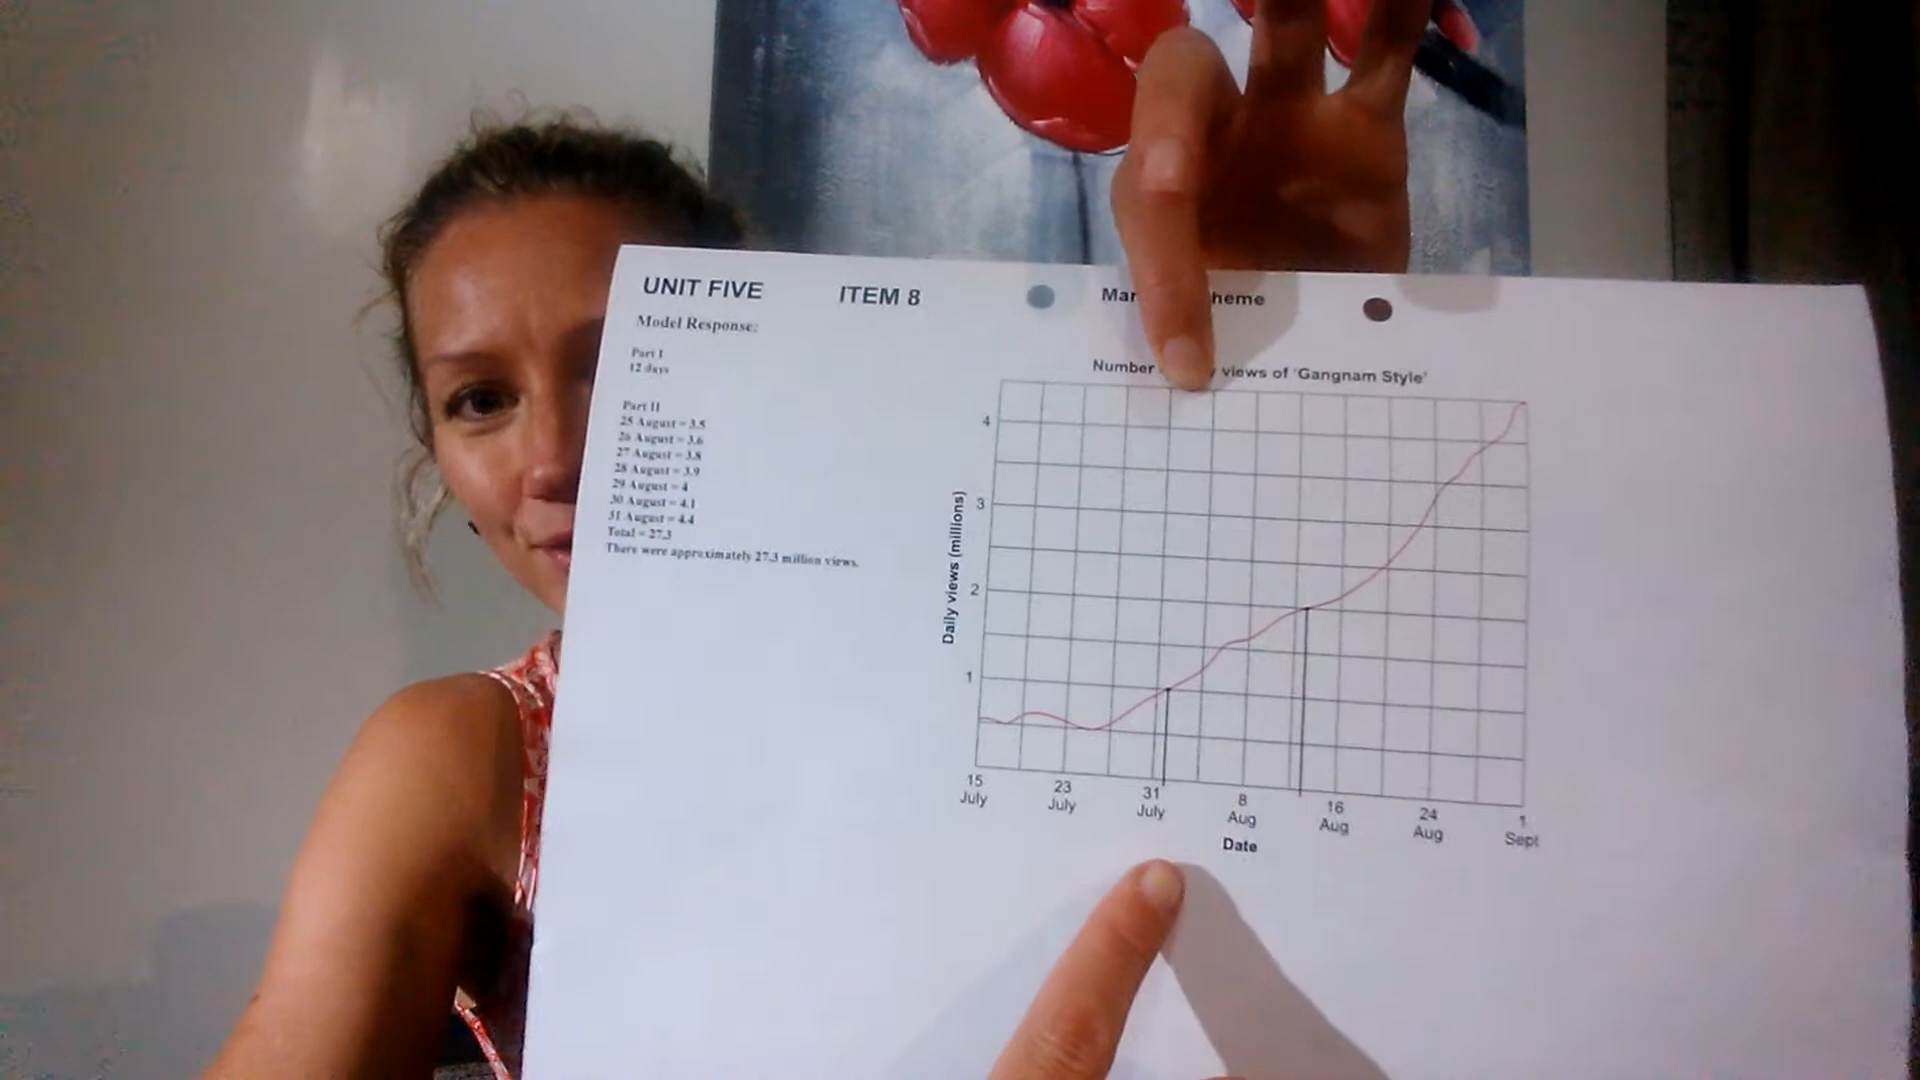 UNIT FIVE ITEM 8
Model Response:
Part I
12 days
Part II
25 August = 3.5
26 August = 3.6
27 August = 3.8
28 August = 3.9
29 August = 4
30 August = 4.1
31 August = 4.4
Total = 27.3
There were approximately 27.3 million views.
Number views of 'Gangnam Style'
4
3
2
1
Daily views (millions)
15 July
23 July
31 July
8 Aug
16 Aug
24 Aug
1 Sept
Date